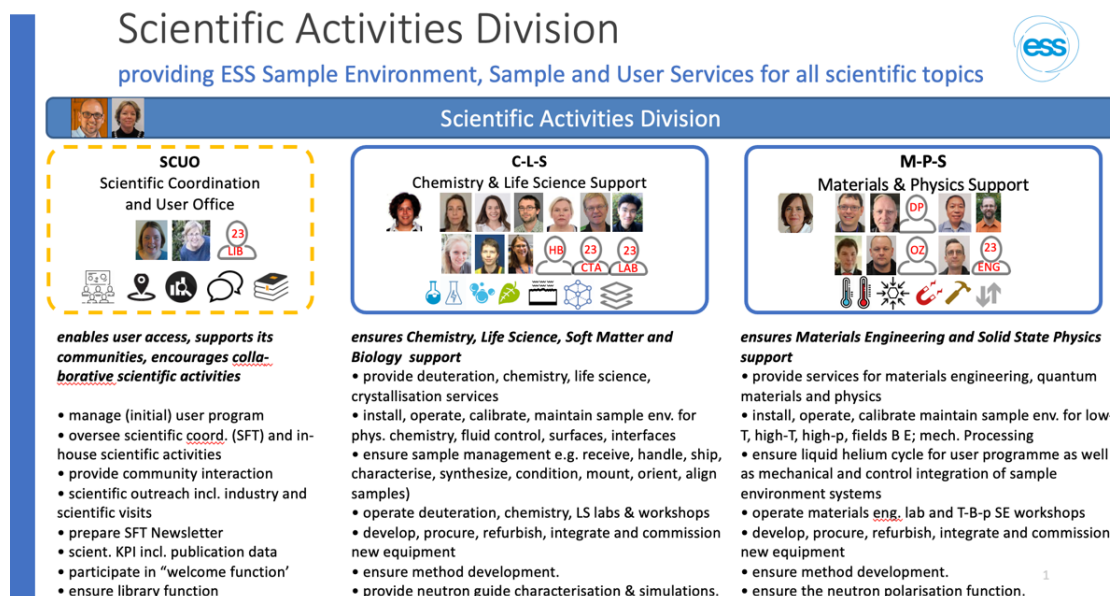 Scientific Activities Division
ess
providing ESS Sample Environment, Sample and User Services for all scientific topics
Scientific Activities Division
SCUO
Scientific Coordination
and User Office
23
LIB
enables user access, supports its
communities, encourages colla-
borative scientific activities
• manage (initial) user program
• oversee scientific coord. (SFT) and in-
house scientific activities
• provide community interaction
• scientific outreach incl. industry and
scientific visits
• prepare SFT Newsletter
• scient. KPI incl. publication data
• participate in “welcome function’
• ensure library function
C-L-S
Chemistry & Life Science Support
HB
23
CTA
23
LAB
ensures Chemistry, Life Science, Soft Matter and
Biology support
• provide deuteration, chemistry, life science,
crystallisation services
• install, operate, calibrate, maintain sample env. for
phys. chemistry, fluid control, surfaces, interfaces
• ensure sample management e.g. receive, handle, ship,
characterise, synthesize, condition, mount, orient, align
samples)
• operate deuteration, chemistry, LS labs & workshops
• develop, procure, refurbish, integrate and commission
new equipment
• ensure method development.
• provide neutron guide characterisation & simulations.
M-P-S
Materials & Physics Support
DP
OZ
23
ENG
ensures Materials Engineering and Solid State Physics
support
• provide services for materials engineering, quantum
materials and physics
• install, operate, calibrate maintain sample env. for low-
T, high-T, high-p, fields B E; mech. Processing
• ensure liquid helium cycle for user programme as well
as mechanical and control integration of sample
environment systems
• operate materials eng. lab and T-B-p SE workshops
• develop, procure, refurbish, integrate and commission
new equipment
• ensure method development.
• ensure the neutron polarisation function.
1